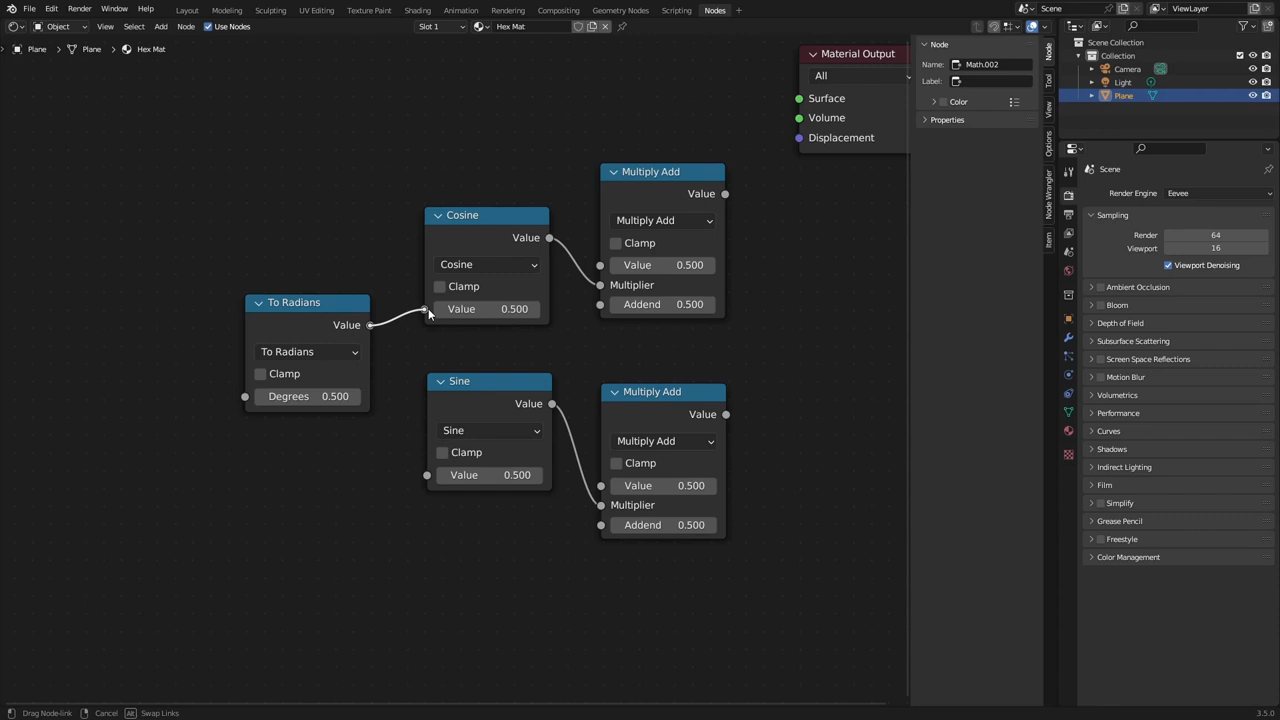 File Edit Render Window Help Layout Modeling Sculpting UV Editing Texture Paint Shading Animation Rendering Compositing Geometry Nodes Scripting Nodes + Scene ViewLayer
Object View Select Add Node Use Nodes Slot 1 Hex Mat
Plane Plane Hex Mat
Material Output
All
Surface
Volume
Displacement
Multiply Add
Value
Multiply Add
Clamp
Value 0.500
Multiplier
Addend 0.500
Cosine
Value
Cosine
Clamp
Value 0.500
To Radians
Value
To Radians
Clamp
Degrees 0.500
Sine
Value
Sine
Clamp
Value 0.500
Multiply Add
Value
Multiply Add
Clamp
Value 0.500
Multiplier
Addend 0.500
Node
Name: Math.002
Label:
Color
Properties
Node
Tool
View
Options
Node Wrangler
Item
Scene Collection
Collection
Camera
Light
Plane
Scene
Render Engine Eevee
Sampling
Render 64
Viewport 16
Viewport Denoising
Ambient Occlusion
Bloom
Depth of Field
Subsurface Scattering
Screen Space Reflections
Motion Blur
Volumetrics
Performance
Curves
Shadows
Indirect Lighting
Film
Simplify
Grease Pencil
Freestyle
Color Management
Drag Node-link Cancel Alt Swap Links 3.5.0